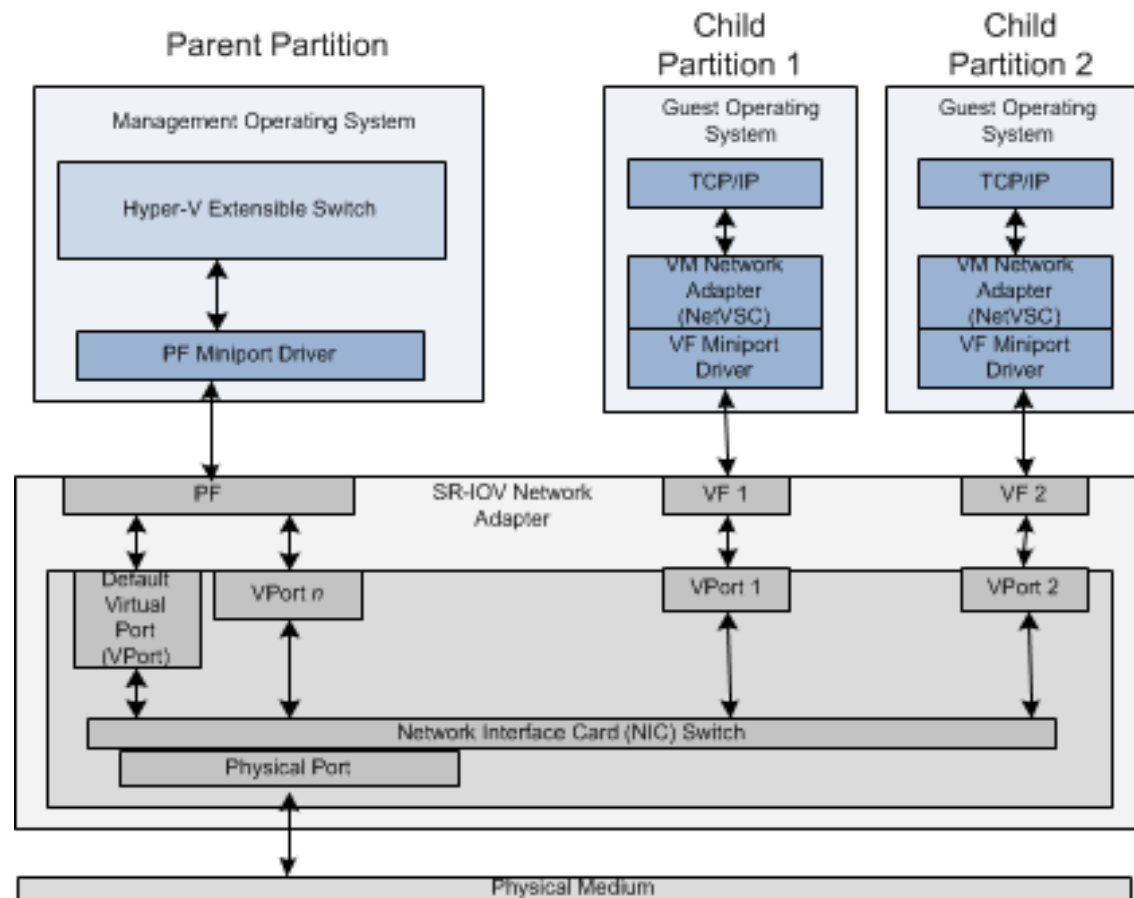 Parent Partition
Child
Partition 1
Child
Partition 2
Management Operating System
Hyper-V Extensible Switch
PF Miniport Driver
Guest Operating
System
TCP/IP
VM Network
Adapter
(NetVSC)
VF Miniport
Driver
Guest Operating
System
TCP/IP
VM Network
Adapter
(NetVSC)
VF Miniport
Driver
PF
SR-IOV Network
Adapter
VF 1
VF 2
Default
Virtual
Port
(VPort)
VPort n
VPort 1
VPort 2
Network Interface Card (NIC) Switch
Physical Port
Physical Medium